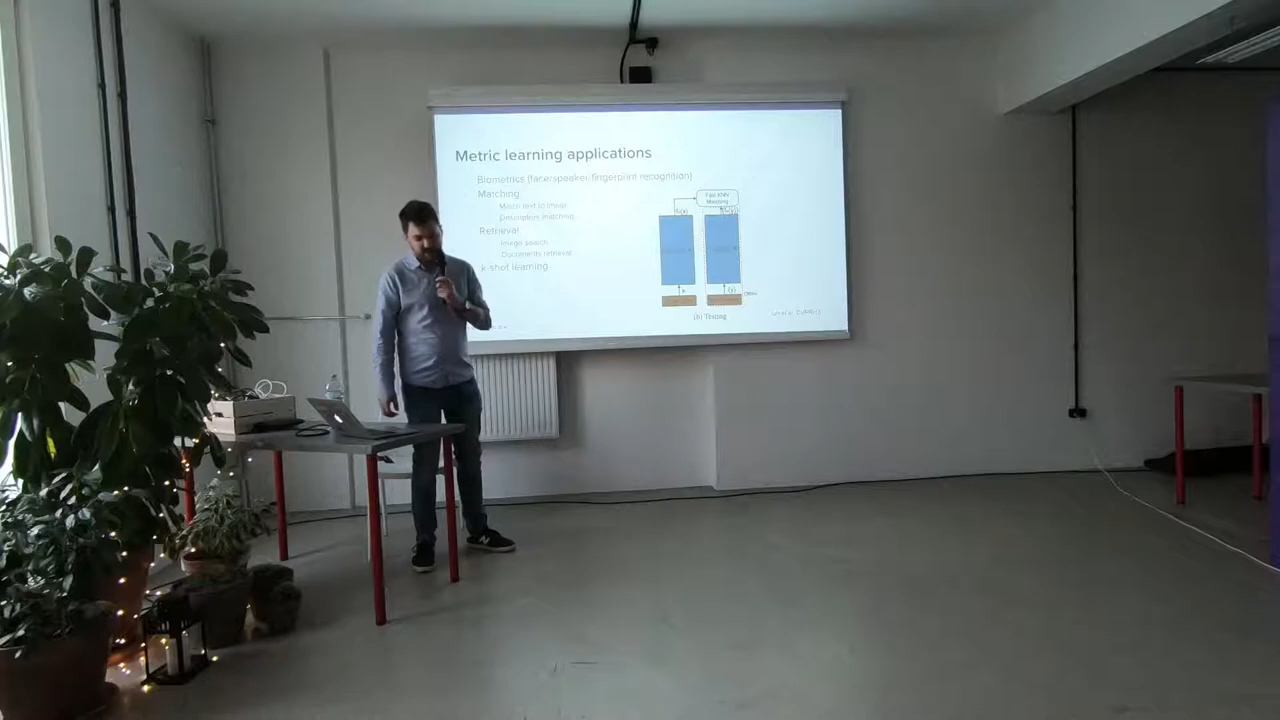 Metric learning applications
Biometrics (face/speaker/fingerprint recognition)
Matching
Match text to image
Descriptors matching
Retrieval
Image search
Documents retrieval
k-shot learning
Matching
(b) Testing